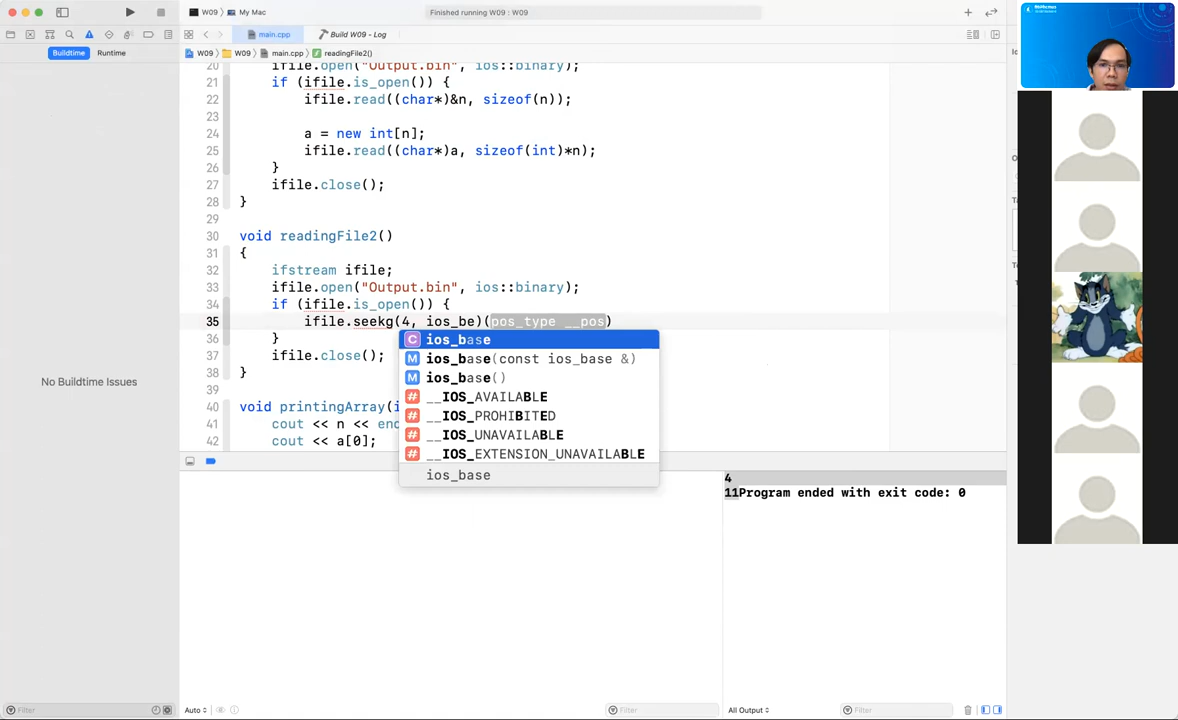 W09 〉 My Mac
Finished running W09 : W09
main.cpp
Build W09 - Log
Buildtime
Runtime
W09 〉 W09 〉 main.cpp 〉 readingFile2()
20 ifile.open("Output.bin", ios::binary);
21 if (ifile.is_open()) {
22 ifile.read((char*)&n, sizeof(n));
23
24 a = new int[n];
25 ifile.read((char*)a, sizeof(int)*n);
26 }
27 ifile.close();
28 }
29
30 void readingFile2()
31 {
32 ifstream ifile;
33 ifile.open("Output.bin", ios::binary);
34 if (ifile.is_open()) {
35 ifile.seekg(4, ios_be)(pos_type __pos)
36 }
37 ifile.close();
38 }
39
40 void printingArray(i
41 cout << n << en
42 cout << a[0];
C ios_base
M ios_base(const ios_base &)
M ios_base()
# __IOS_AVAILABLE
# __IOS_PROHIBITED
# __IOS_UNAVAILABLE
# __IOS_EXTENSION_UNAVAILABLE
ios_base
No Buildtime Issues
4
11Program ended with exit code: 0
Filter
Auto
Filter
All Output
Filter